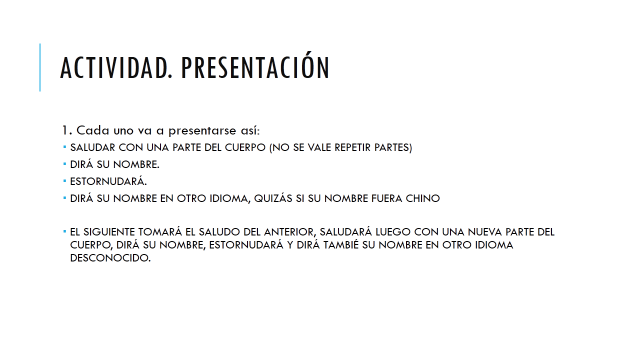 ACTIVIDAD. PRESENTACIÓN
1. Cada uno va a presentarse así:
▪ SALUDAR CON UNA PARTE DEL CUERPO (NO SE VALE REPETIR PARTES)
▪ DIRÁ SU NOMBRE.
▪ ESTORNUDARÁ.
▪ DIRÁ SU NOMBRE EN OTRO IDIOMA, QUIZÁS SI SU NOMBRE FUERA CHINO
▪ EL SIGUIENTE TOMARÁ EL SALUDO DEL ANTERIOR, SALUDARÁ LUEGO CON UNA NUEVA PARTE DEL
CUERPO, DIRÁ SU NOMBRE, ESTORNUDARÁ Y DIRÁ TAMBIÉ SU NOMBRE EN OTRO IDIOMA
DESCONOCIDO.